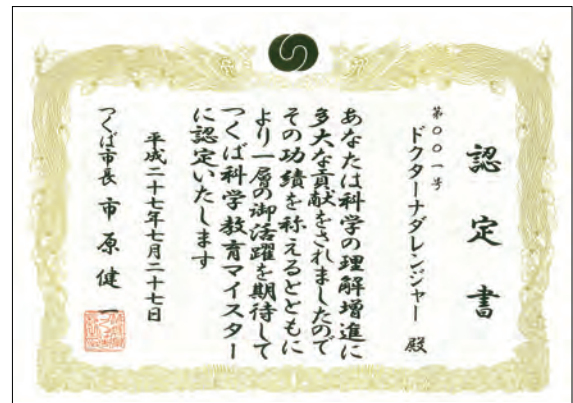 認定書
第〇〇一号
ドクターナダレンジャー 殿
あなたは科学の理解増進に
多大な貢献をされましたので
その功績を称えるとともに
より一層の御活躍を期待して
つくば科学教育マイスター
に認定いたします
平成二十七年七月二十七日
つくば市長 市原健一